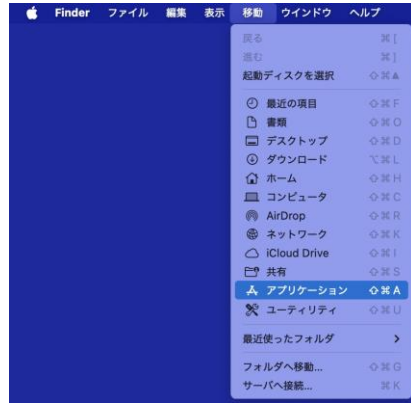 Finder ファイル 編集 表示 移動 ウインドウ ヘルプ
戻る ⌘[
進む ⌘]
起動ディスクを選択 ⇧⌘▲
最近の項目 ⇧⌘F
書類 ⇧⌘O
デスクトップ ⇧⌘D
ダウンロード ⌥⌘L
ホーム ⇧⌘H
コンピュータ ⇧⌘C
AirDrop ⇧⌘R
ネットワーク ⇧⌘K
iCloud Drive ⇧⌘I
共有 ⇧⌘S
アプリケーション ⇧⌘A
ユーティリティ ⇧⌘U
最近使ったフォルダ >
フォルダへ移動... ⇧⌘G
サーバへ接続... ⌘K